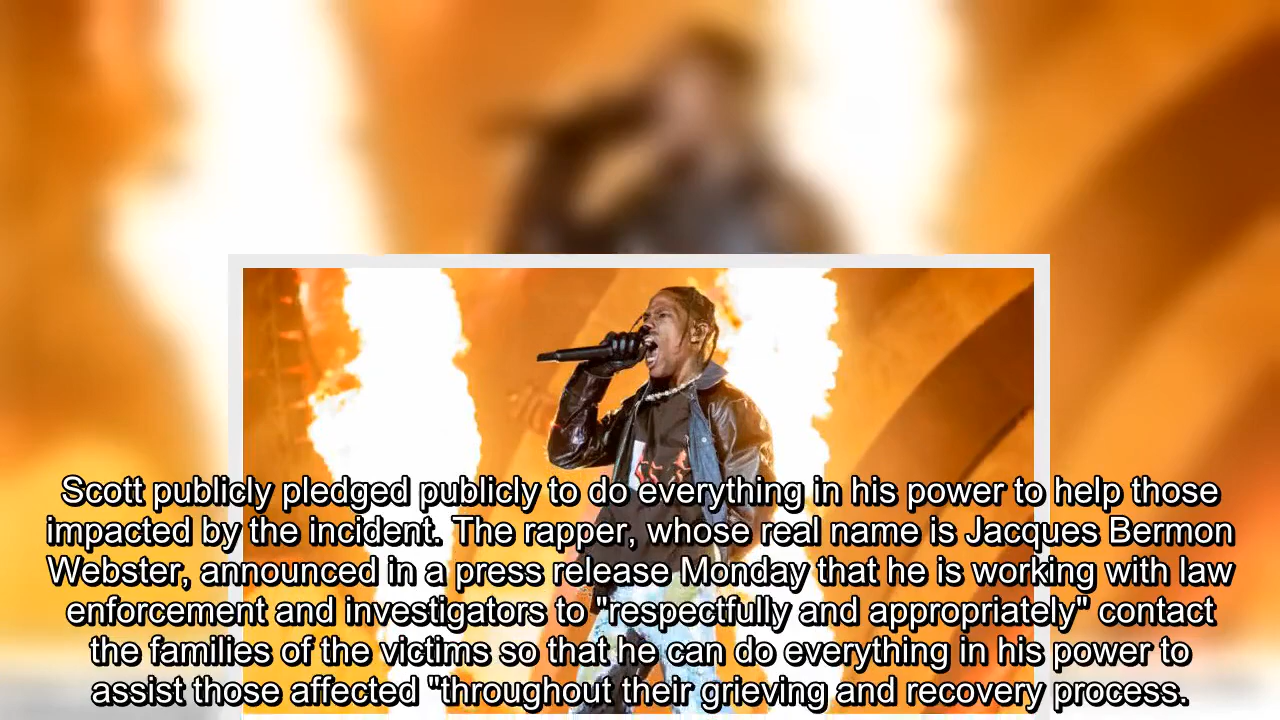 Scott publicly pledged publicly to do everything in his power to help those
impacted by the incident. The rapper, whose real name is Jacques Bermon
Webster, announced in a press release Monday that he is working with law
enforcement and investigators to "respectfully and appropriately" contact
the families of the victims so that he can do everything in his power to
assist those affected "throughout their grieving and recovery process.